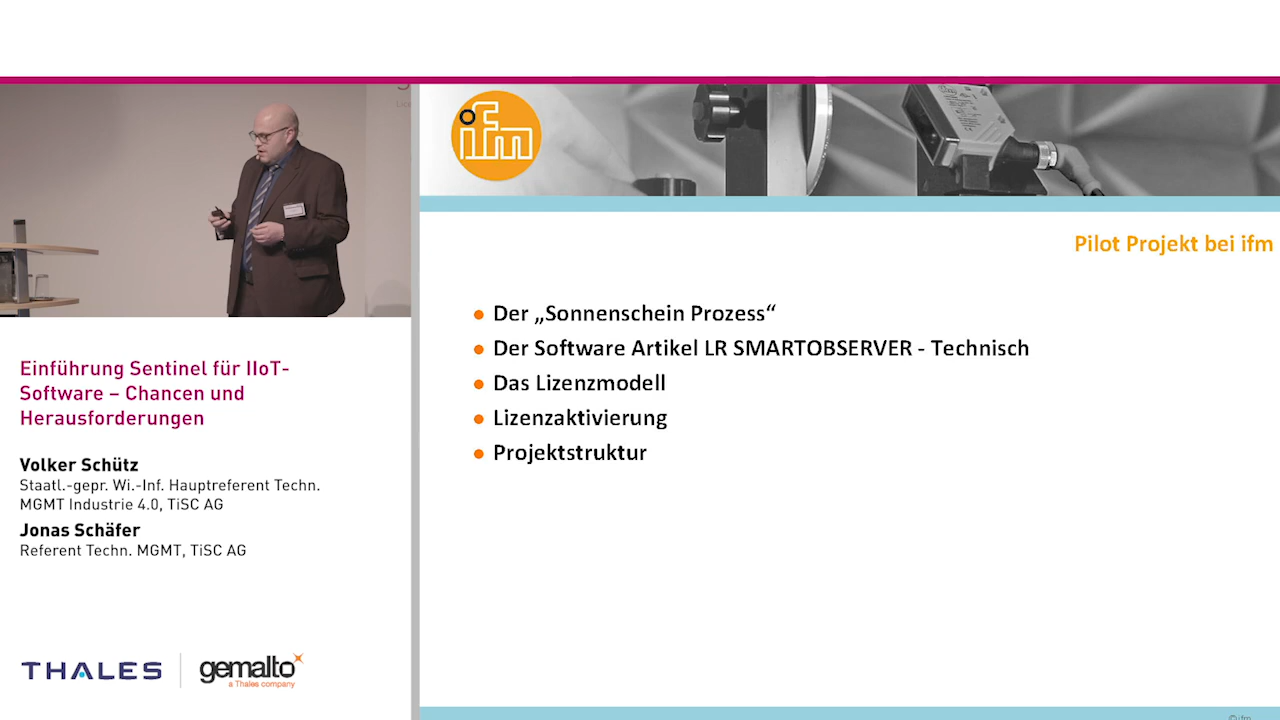 ifm
Pilot Projekt bei ifm
Der „Sonnenschein Prozess“
Der Software Artikel LR SMARTOBSERVER - Technisch
Das Lizenzmodell
Lizenzaktivierung
Projektstruktur
©ifm
Einführung Sentinel für IIoT-
Software – Chancen und
Herausforderungen
Volker Schütz
Staatl.-gepr. Wi.-Inf. Hauptreferent Techn.
MGMT Industrie 4.0, TiSC AG
Jonas Schäfer
Referent Techn. MGMT, TiSC AG
THALES
gemalto
a Thales company